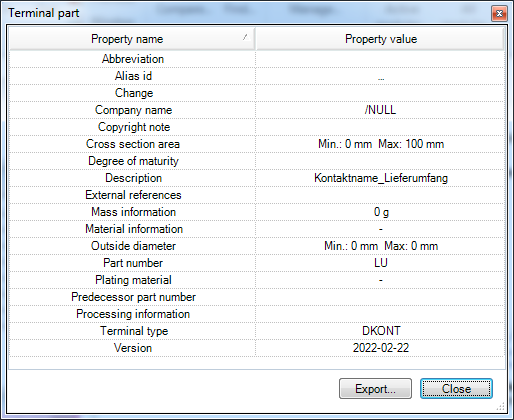 Terminal part
Property name Property value
Abbreviation
Alias id ...
Change
Company name /NULL
Copyright note
Cross section area Min.: 0 mm Max: 100 mm
Degree of maturity
Description Kontaktname_Lieferumfang
External references
Mass information 0 g
Material information -
Outside diameter Min.: 0 mm Max: 0 mm
Part number LU
Plating material -
Predecessor part number
Processing information
Terminal type DKONT
Version 2022-02-22
Export... Close